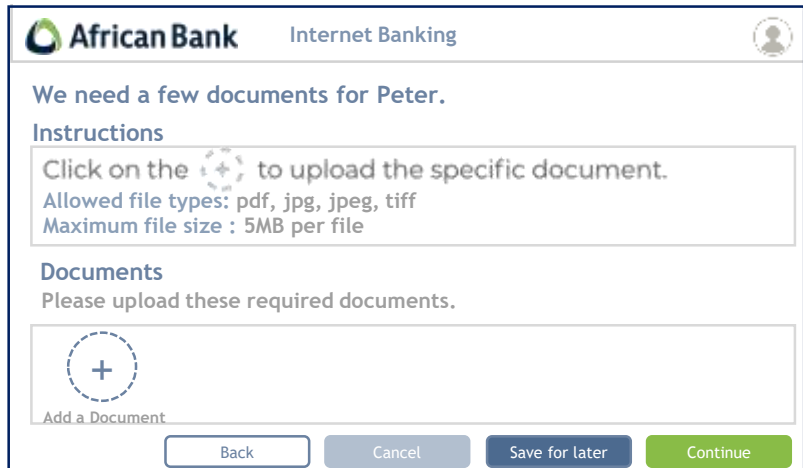 African Bank Internet Banking
We need a few documents for Peter.
Instructions
Click on the + to upload the specific document.
Allowed file types: pdf, jpg, jpeg, tiff
Maximum file size : 5MB per file
Documents
Please upload these required documents.
+
Add a Document
Back Cancel Save for later Continue